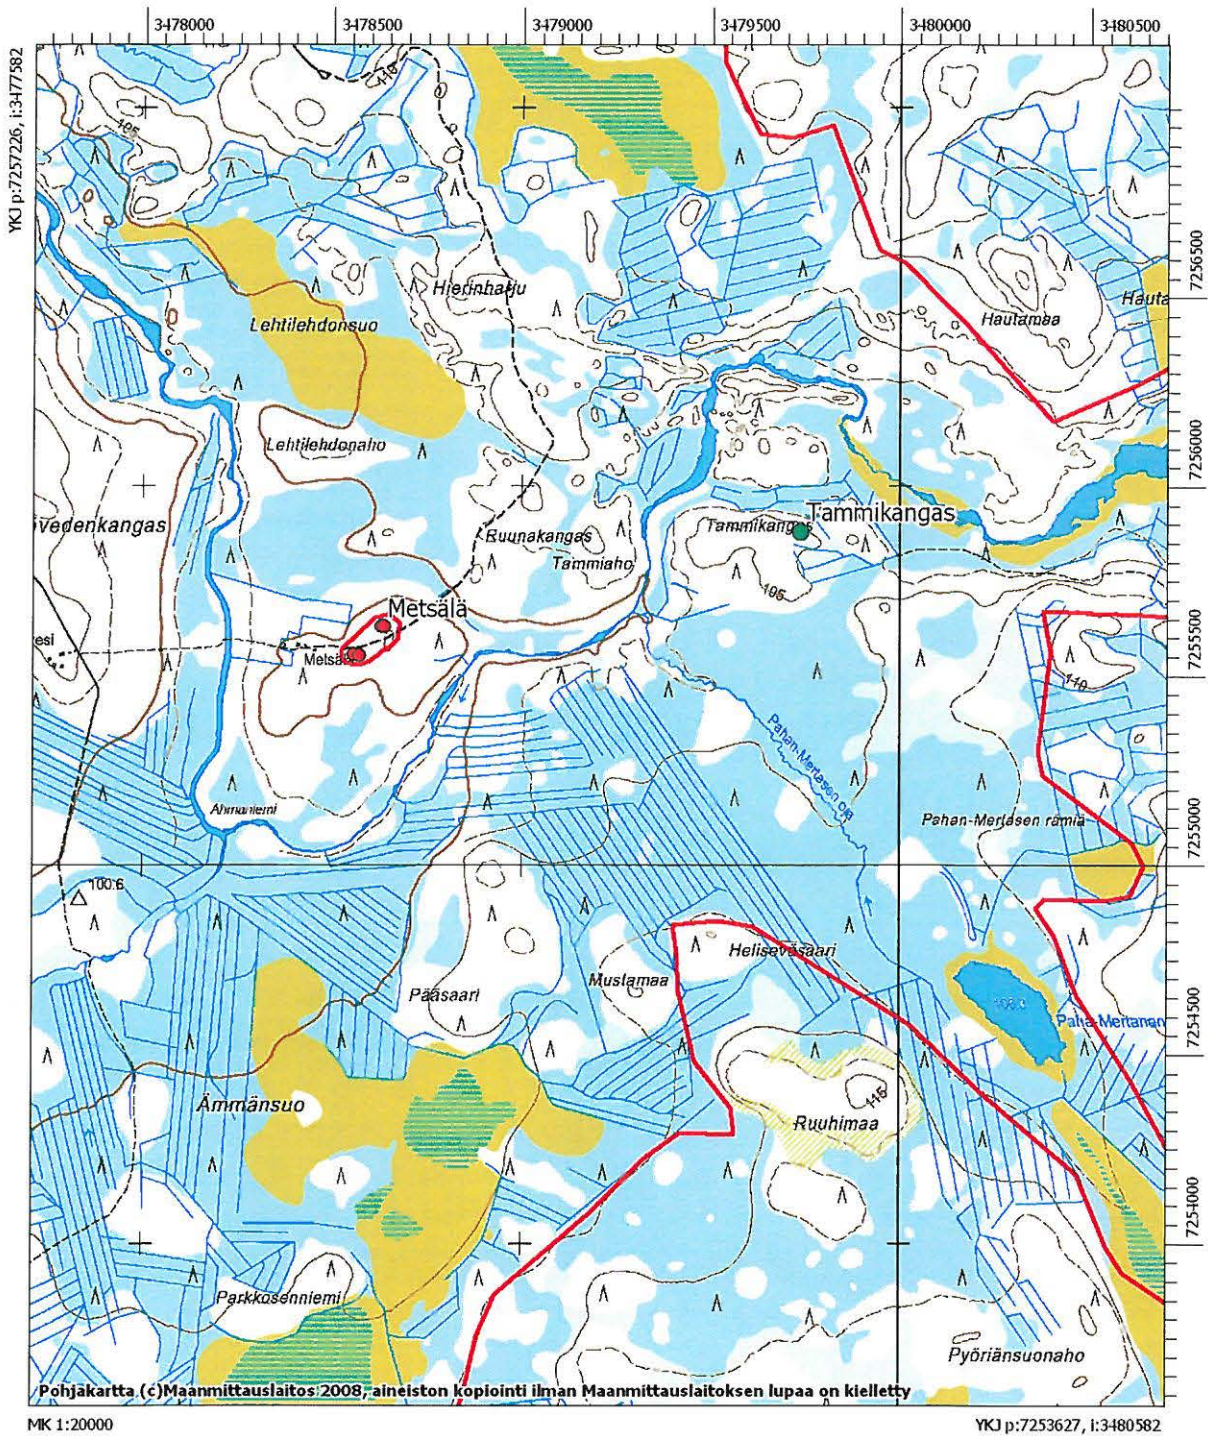 3478000 3478500 3479000 3479500 3480000 3480500
YKJ p:7257226, i:3477582
110
105
7256500
Hierinharju
Hauta
Hautamaa
Lehtilehdonsuo
Lehtilehdonaho
7256000
vedenkangas
Tammikangas
Tammikangas
Ruunakangas
Tammiaho
105
Metsälä
esi
7255500
110
Pahan-Mertasen oja
Ahmaniemi
Pahan-Mertasen rämiä
7255000
100.6
Heliseväsaari
Mustamaa
Pääsaari
7254500
Paha-Mertanen
Ämmänsuo
115
Ruuhimaa
7254000
Parkkosenniemi
Pyöriänsuonaho
Pohjakartta (c)Maanmittauslaitos 2008, aineiston kopiointi ilman Maanmittauslaitoksen lupaa on kielletty
MK 1:20000
YKJ p:7253627, i:3480582